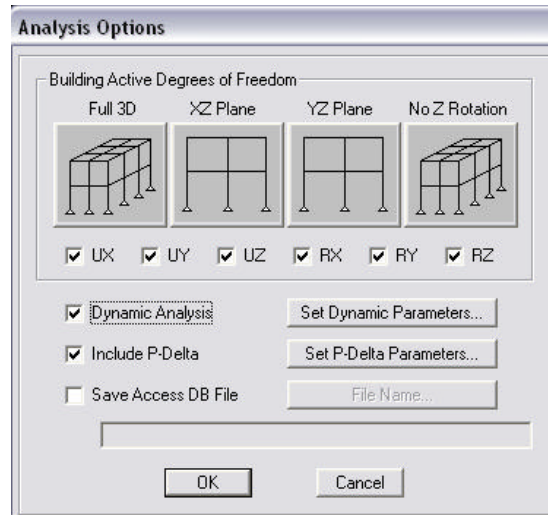 Analysis Options
Building Active Degrees of Freedom
Full 3D XZ Plane YZ Plane No Z Rotation
UX UY UZ RX RY RZ
Dynamic Analysis Set Dynamic Parameters...
Include P-Delta Set P-Delta Parameters...
Save Access DB File File Name...
OK Cancel